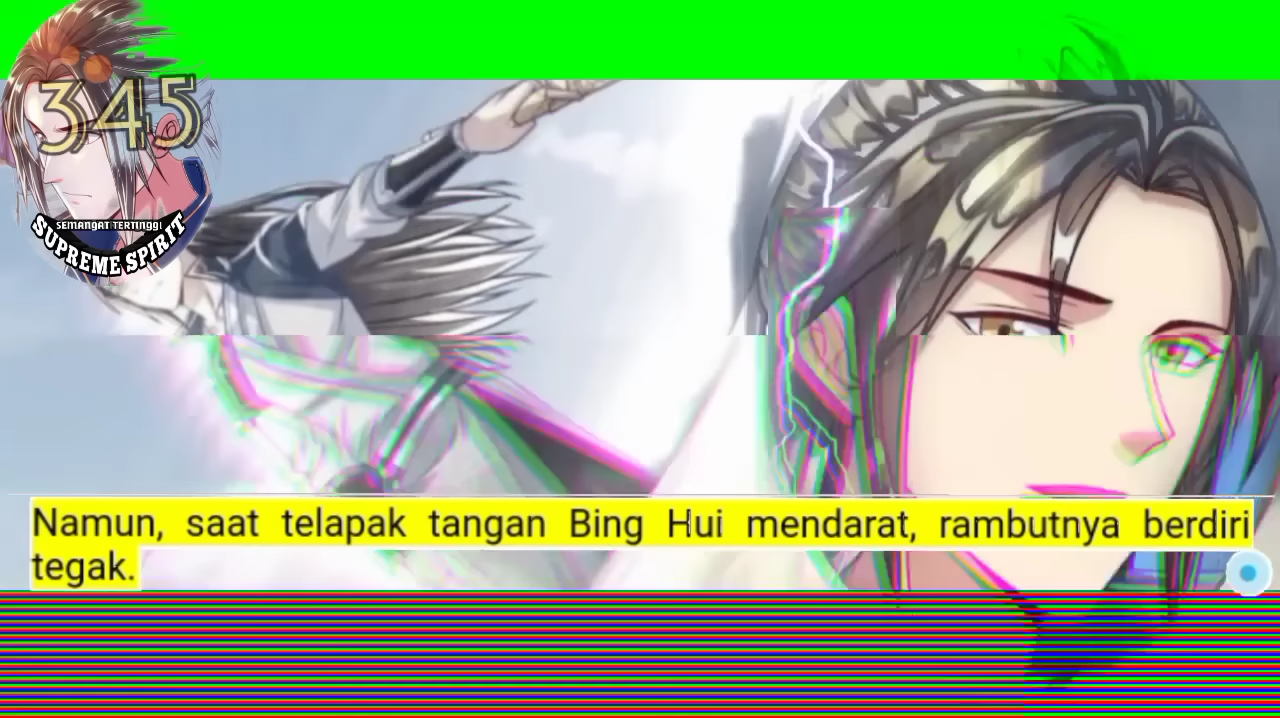 345
SEMANGAT TERTINGGI
SUPREME SPIRIT
Namun, saat telapak tangan Bing Hui mendarat, rambutnya berdiri
tegak.